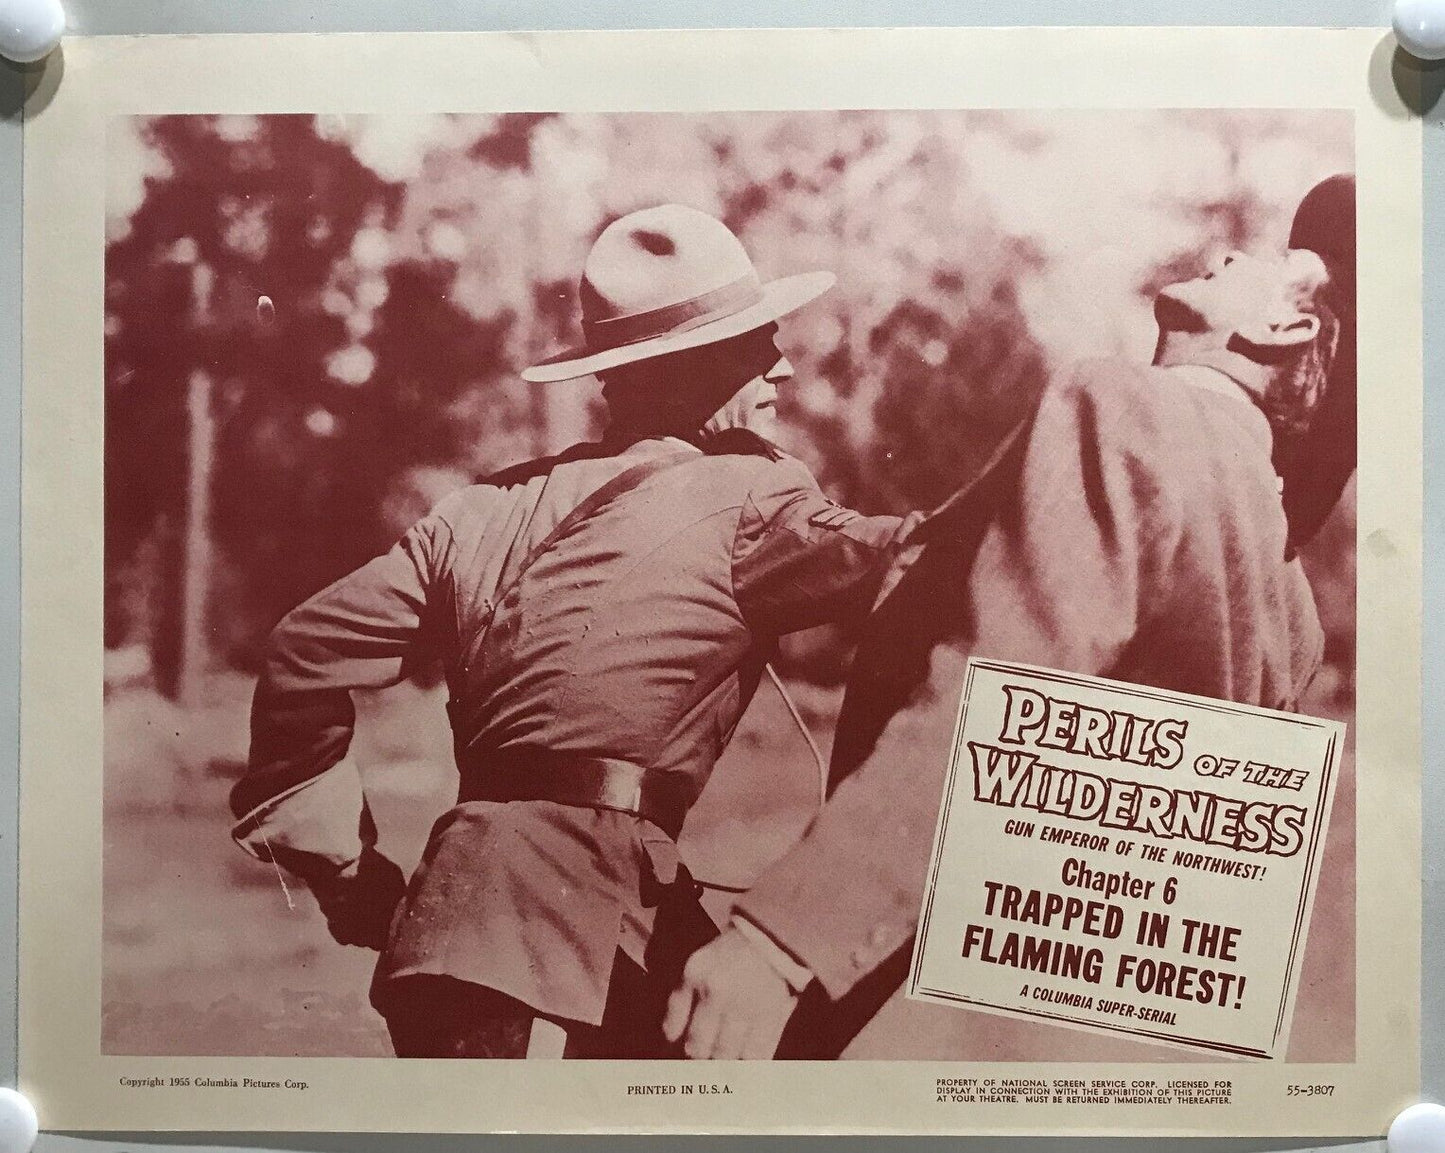 PERILS OF THE
WILDERNESS
GUN EMPEROR OF THE NORTHWEST!
Chapter 6
TRAPPED IN THE
FLAMING FOREST!
A COLUMBIA SUPER-SERIAL
Copyright 1955 Columbia Pictures Corp.
PRINTED IN U. S. A.
PROPERTY OF NATIONAL SCREEN SERVICE CORP. LICENSED FOR
DISPLAY IN CONNECTION WITH THE EXHIBITION OF THIS PICTURE
AT YOUR THEATRE. MUST BE RETURNED IMMEDIATELY THEREAFTER.
55-3807